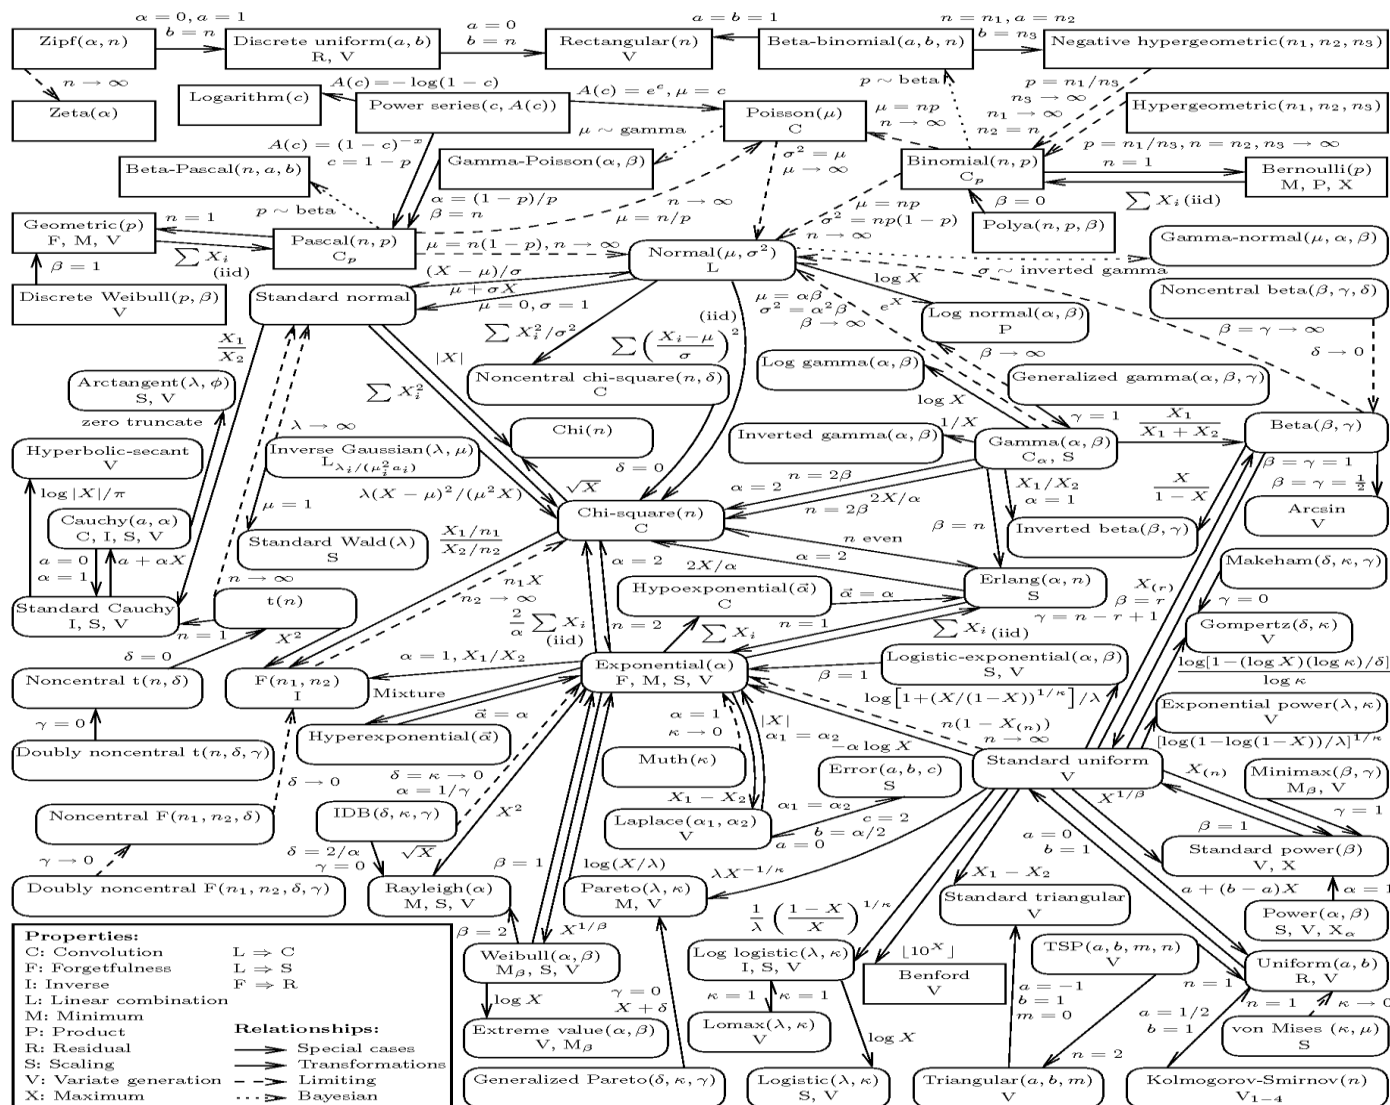 α = 0, a = 1
b = n
a = 0
b = n
a = b = 1
n = n₁, a = n₂
b = n₃
Zipf(α, n)
Discrete uniform(a, b)
R, V
Rectangular(n)
V
Beta-binomial(a, b, n)
Negative hypergeometric(n₁, n₂, n₃)
n → ∞
A(c) = −log(1 − c)
A(c) = eᶜ, μ = c
p ∼ beta
p = n₁/n₃
n₃ → ∞
n₁ → ∞
n₂ = n
Zeta(α)
Logarithm(c)
Power series(c, A(c))
Poisson(μ)
C
μ = np
n → ∞
Hypergeometric(n₁, n₂, n₃)
μ ∼ gamma
A(c) = (1 − c)⁻ˣ
c = 1 − p
σ² = μ
μ → ∞
p = n₁/n₃, n = n₂, n₃ → ∞
n = 1
Beta-Pascal(n, a, b)
Gamma-Poisson(α, β)
Binomial(n, p)
Cₚ
Bernoulli(p)
M, P, X
α = (1 − p)/p
β = n
p ∼ beta
μ = n/p
n → ∞
μ = np
σ² = np(1 − p)
n → ∞
β = 0
∑ Xᵢ (iid)
Geometric(p)
F, M, V
n = 1
∑ Xᵢ
(iid)
Pascal(n, p)
Cₚ
μ = n(1 − p), n → ∞
Normal(μ, σ²)
L
Polya(n, p, β)
Gamma-normal(μ, α, β)
σ ∼ inverted gamma
β = 1
Discrete Weibull(p, β)
V
Standard normal
(X − μ)/σ
μ + σX
μ = 0, σ = 1
μ = αβ
σ² = α²β
β → ∞
log X
eˣ
Log normal(α, β)
P
Noncentral beta(β, γ, δ)
β = γ → ∞
δ → 0
X₁
X₂
∑ Xᵢ²/σ²
(iid)
∑ ( Xᵢ−μ / σ )²
|X|
∑ Xᵢ²
β → ∞
Arctangent(λ, φ)
S, V
zero truncate
Noncentral chi-square(n, δ)
C
Log gamma(α, β)
Generalized gamma(α, β, γ)
log X
γ = 1
λ → ∞
Hyperbolic-secant
V
Inverse Gaussian(λ, μ)
L λᵢ/(μᵢ²aᵢ)
Chi(n)
δ = 0
Inverted gamma(α, β)
1/X
Gamma(α, β)
C_α, S
X₁
X₁ + X₂
Beta(β, γ)
log |X|/π
λ(X − μ)²/(μ²X)
√X
α = 2
n = 2β
2X/α
n = 2β
X₁/X₂
α = 1
X
1 − X
β = γ = 1
β = γ = ½
Cauchy(a, α)
C, I, S, V
μ = 1
Standard Wald(λ)
S
X₁/n₁
X₂/n₂
Chi-square(n)
C
β = n
Inverted beta(β, γ)
Arcsin
V
a = 0
α = 1
a + αX
n even
Standard Cauchy
I, S, V
n → ∞
t(n)
n₁X
n₂ → ∞
α = 2
2X/α
α = 2
Hypoexponential(α⃗)
C
α⃗ = α
Erlang(α, n)
S
X₍ᵣ₎
β = r
γ = n − r + 1
Makeham(δ, κ, γ)
γ = 0
n = 1
X²
2/α ∑ Xᵢ
(iid)
n = 2
∑ Xᵢ
n = 1
∑ Xᵢ (iid)
Gompertz(δ, κ)
V
log[1−(log X)(log κ)/δ]
log κ
δ = 0
Noncentral t(n, δ)
F(n₁, n₂)
I
α = 1, X₁/X₂
Mixture
Exponential(α)
F, M, S, V
β = 1
Logistic-exponential(α, β)
S, V
log[1+(X/(1−X))^1/κ]/λ
Exponential power(λ, κ)
V
[log(1−log(1−X))/λ]^1/κ
γ = 0
Doubly noncentral t(n, δ, γ)
Hyperexponential(α⃗)
α⃗ = α
α = 1
κ → 0
|X|
α₁ = α₂
n(1 − X₍ₙ₎)
n → ∞
Muth(κ)
−α log X
Error(a, b, c)
S
Standard uniform
V
X₍ₙ₎
X^1/β
Minimax(β, γ)
M_β, V
δ → 0
δ = κ → 0
α = 1/γ
X₁ − X₂
α₁ = α₂
c = 2
b = α/2
a = 0
γ = 1
β = 1
Noncentral F(n₁, n₂, δ)
IDB(δ, κ, γ)
X²
Laplace(α₁, α₂)
V
a = 0
b = 1
Standard power(β)
V, X
γ → 0
δ = 2/α
γ = 0
√X
β = 1
log(X/λ)
λX^−1/κ
X₁ − X₂
a + (b − a)X
α = 1
Doubly noncentral F(n₁, n₂, δ, γ)
Rayleigh(α)
M, S, V
Pareto(λ, κ)
M, V
Standard triangular
V
Power(α, β)
S, V, X_α
β = 2
X^1/β
1/λ ( 1 − X / X )^1/κ
⌊10ˣ⌋
Weibull(α, β)
M_β, S, V
Log logistic(λ, κ)
I, S, V
Benford
V
TSP(a, b, m, n)
V
Uniform(a, b)
R, V
log X
γ = 0
X + δ
κ = 1
κ = 1
a = −1
b = 1
m = 0
n = 1
n = 1
κ → 0
a = 1/2
b = 1
Extreme value(α, β)
V, M_β
Lomax(λ, κ)
V
log X
n = 2
von Mises (κ, μ)
S
Generalized Pareto(δ, κ, γ)
Logistic(λ, κ)
S, V
Triangular(a, b, m)
V
Kolmogorov-Smirnov(n)
V₁₋₄
Properties:
C: Convolution L ⇒ C
F: Forgetfulness L ⇒ S
I: Inverse F ⇒ R
L: Linear combination
M: Minimum
P: Product
R: Residual Relationships:
S: Scaling Special cases
Transformations
V: Variate generation Limiting
X: Maximum Bayesian